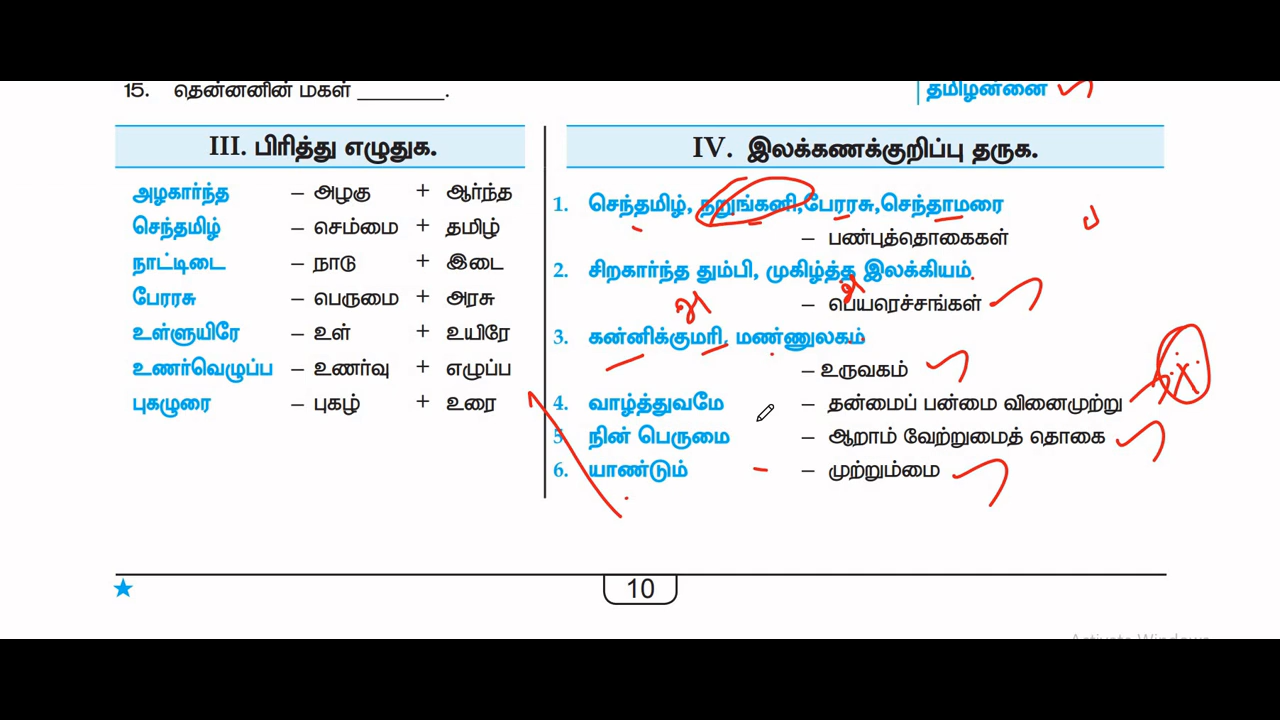 15. தென்னனின் மகள் ________.
தமிழன்னை
III. பிரித்து எழுதுக.
அழகார்ந்த – அழகு + ஆர்ந்த
செந்தமிழ் – செம்மை + தமிழ்
நாட்டிடை – நாடு + இடை
பேரரசு – பெருமை + அரசு
உள்ளுயிரே – உள் + உயிரே
உணர்வெழுப்ப – உணர்வு + எழுப்ப
புகழுரை – புகழ் + உரை
IV. இலக்கணக்குறிப்பு தருக.
1. செந்தமிழ், நறுங்கனி,பேரரசு,செந்தாமரை
– பண்புத்தொகைகள்
2. சிறகார்ந்த தும்பி, முகிழ்த்த இலக்கியம்
– பெயரெச்சங்கள்
3. கன்னிக்குமரி, மண்ணுலகம்
– உருவகம்
4. வாழ்த்துவமே – தன்மைப் பன்மை வினைமுற்று
5 நின் பெருமை – ஆறாம் வேற்றுமைத் தொகை
6. யாண்டும் – முற்றும்மை
10